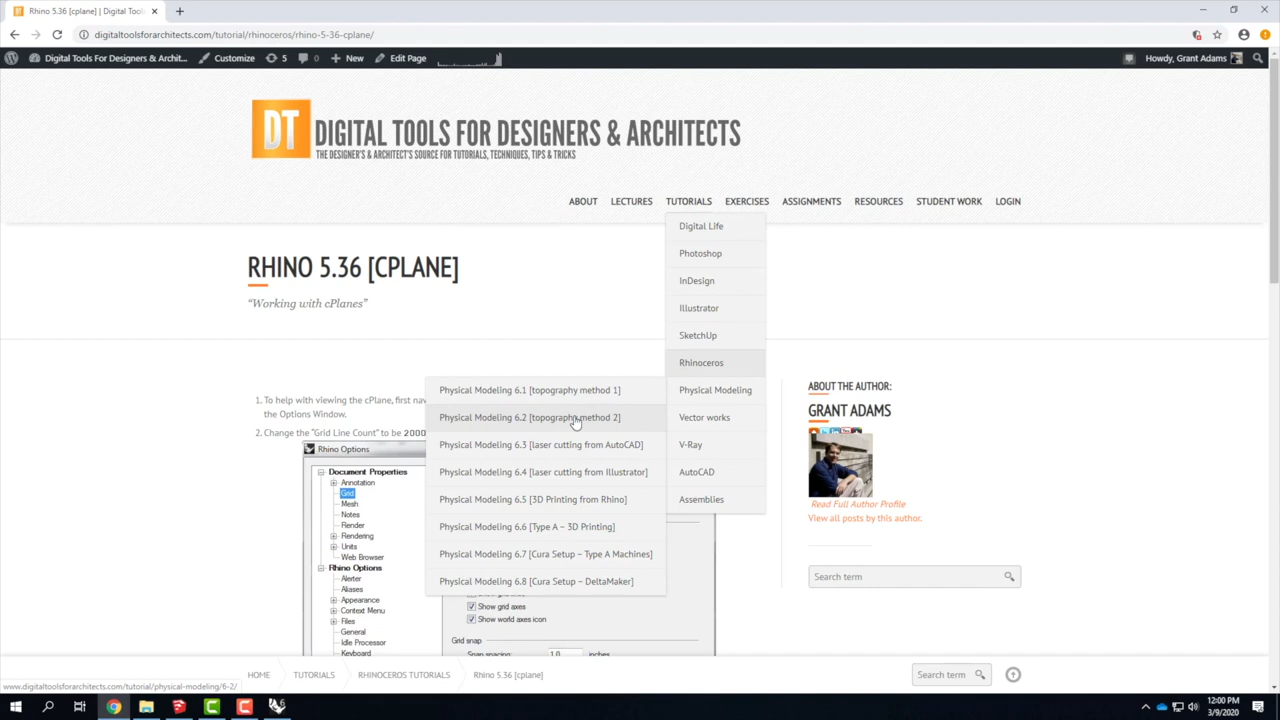 Rhino 5.36 [cplane] | Digital Tool
digitaltoolsforarchitects.com/tutorial/rhinoceros/rhino-5-36-cplane/
Digital Tools For Designers & Archit... Customize 5 0 New Edit Page Howdy, Grant Adams
DT DIGITAL TOOLS FOR DESIGNERS & ARCHITECTS
THE DESIGNER'S & ARCHITECT'S SOURCE FOR TUTORIALS, TECHNIQUES, TIPS & TRICKS
ABOUT LECTURES TUTORIALS EXERCISES ASSIGNMENTS RESOURCES STUDENT WORK LOGIN
Digital Life
Photoshop
InDesign
Illustrator
SketchUp
Rhinoceros
Physical Modeling
Vector works
V-Ray
AutoCAD
Assemblies
RHINO 5.36 [CPLANE]
“Working with cPlanes”
Physical Modeling 6.1 [topography method 1]
Physical Modeling 6.2 [topography method 2]
Physical Modeling 6.3 [laser cutting from AutoCAD]
Physical Modeling 6.4 [laser cutting from Illustrator]
Physical Modeling 6.5 [3D Printing from Rhino]
Physical Modeling 6.6 [Type A – 3D Printing]
Physical Modeling 6.7 [Cura Setup – Type A Machines]
Physical Modeling 6.8 [Cura Setup – DeltaMaker]
1. To help with viewing the cPlane, first nav
the Options Window.
2. Change the “Grid Line Count” to be 2000
Rhino Options
Document Properties
Annotation
Grid
Mesh
Notes
Render
Rendering
Units
Web Browser
Rhino Options
Alerter
Aliases
Appearance
Context Menu
Files
General
Idle Processor
Keyboard
Show grid axes
Show world axes icon
Grid snap
Snap spacing: 1.0 inches
ABOUT THE AUTHOR:
GRANT ADAMS
Read Full Author Profile
View all posts by this author.
Search term
HOME TUTORIALS RHINOCEROS TUTORIALS Rhino 5.36 [cplane] Search term
www.digitaltoolsforarchitects.com/tutorial/physical-modeling/6-2/
12:00 PM
3/9/2020